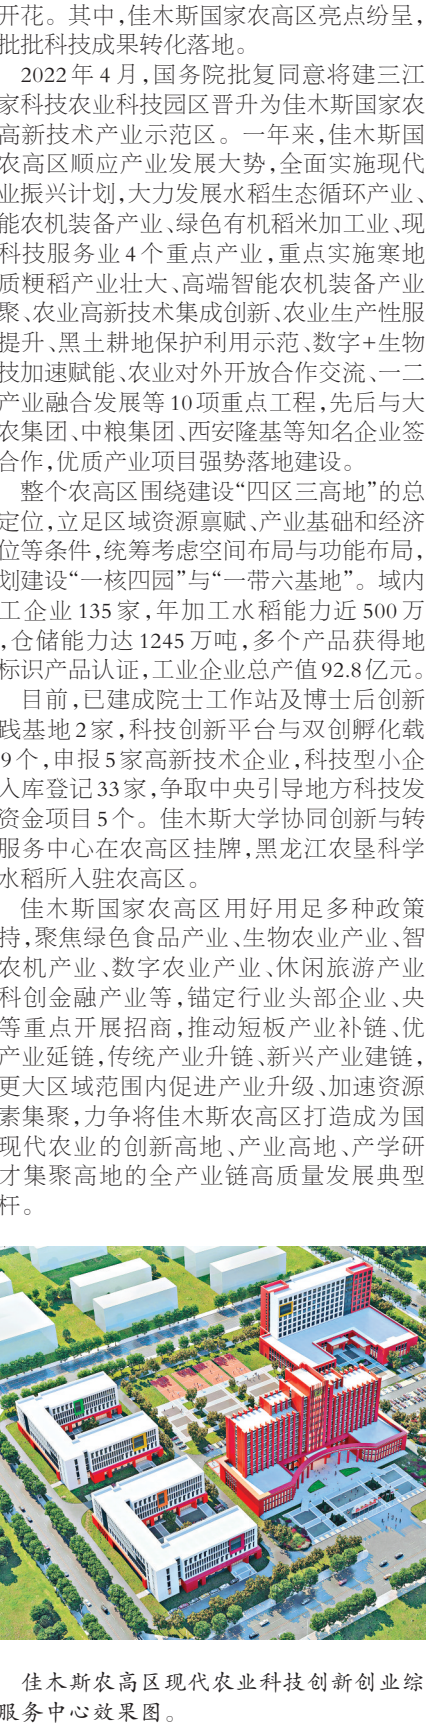 开花。其中,佳木斯国家农高区亮点纷呈,
批批科技成果转化落地。
2022年4月,国务院批复同意将建三江
家科技农业科技园区晋升为佳木斯国家农
高新技术产业示范区。一年来,佳木斯国
农高区顺应产业发展大势,全面实施现代
业振兴计划,大力发展水稻生态循环产业、
能农机装备产业、绿色有机稻米加工业、现
科技服务业4个重点产业,重点实施寒地
质粳稻产业壮大、高端智能农机装备产业
聚、农业高新技术集成创新、农业生产性服
提升、黑土耕地保护利用示范、数字+生物
技加速赋能、农业对外开放合作交流、一二
产业融合发展等10项重点工程,先后与大
农集团、中粮集团、西安隆基等知名企业签
合作,优质产业项目强势落地建设。
整个农高区围绕建设“四区三高地”的总
定位,立足区域资源禀赋、产业基础和经济
位等条件,统筹考虑空间布局与功能布局,
划建设“一核四园”与“一带六基地”。域内
工企业135家,年加工水稻能力近500万
,仓储能力达1245万吨,多个产品获得地
标识产品认证,工业企业总产值92.8亿元。
目前,已建成院士工作站及博士后创新
践基地2家,科技创新平台与双创孵化载
9个,申报5家高新技术企业,科技型小企
入库登记33家,争取中央引导地方科技发
资金项目5个。佳木斯大学协同创新与转
服务中心在农高区挂牌,黑龙江农垦科学
水稻所入驻农高区。
佳木斯国家农高区用好用足多种政策
持,聚焦绿色食品产业、生物农业产业、智
农机产业、数字农业产业、休闲旅游产业
科创金融产业等,锚定行业头部企业、央
等重点开展招商,推动短板产业补链、优
产业延链,传统产业升链、新兴产业建链,
更大区域范围内促进产业升级、加速资源
素集聚,力争将佳木斯农高区打造成为国
现代农业的创新高地、产业高地、产学研
才集聚高地的全产业链高质量发展典型
杆。
佳木斯农高区现代农业科技创新创业综
服务中心效果图。